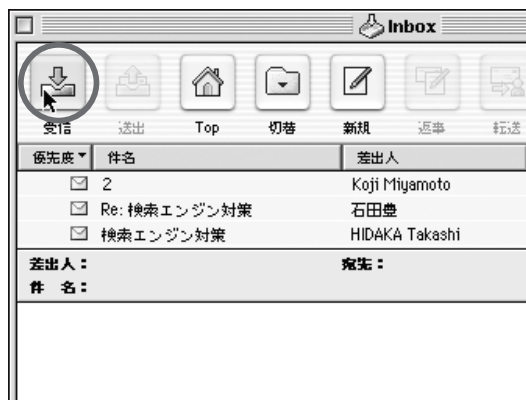 Inbox
受信 送出 Top 切替 新規 返事 転送
優先度 件名 差出人
2 Koji Miyamoto
Re: 検索エンジン対策 石田豊
検索エンジン対策 HIDAKA Takashi
差出人： 宛先：
件 名：